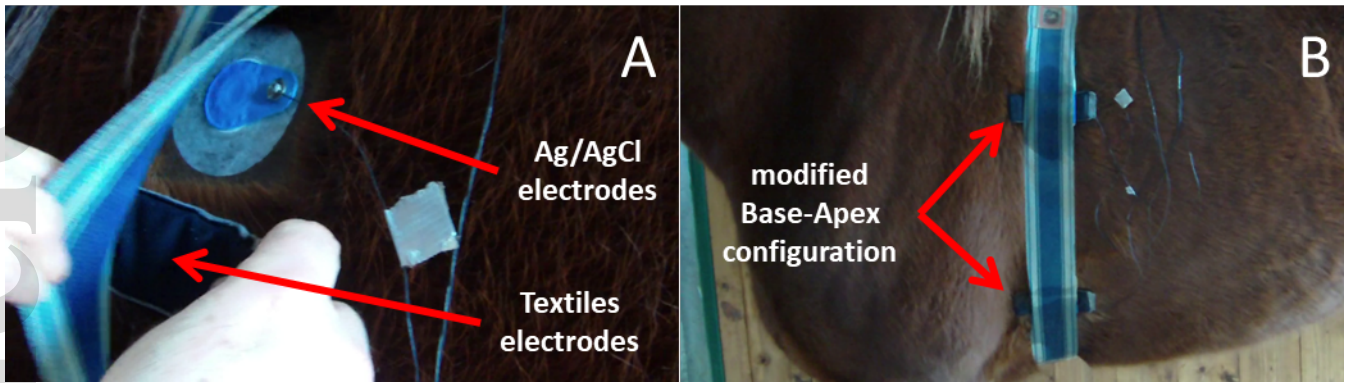 A
Ag/AgCl
electrodes
Textiles
electrodes
B
modified
Base-Apex
configuration